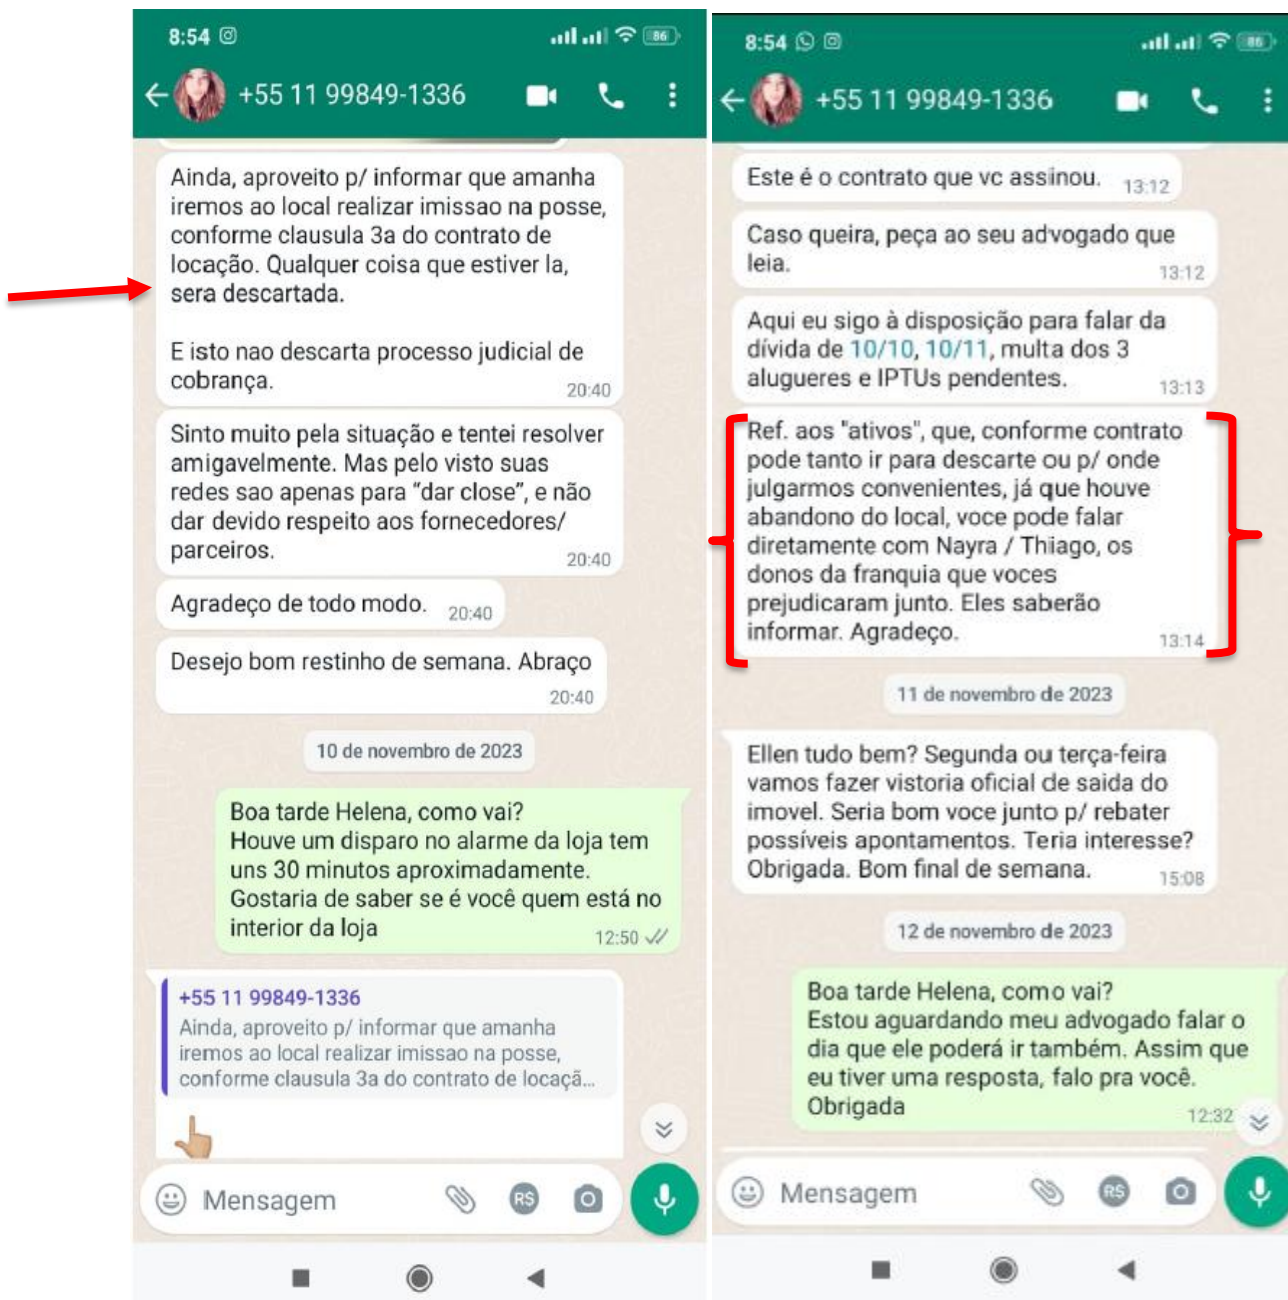 8:54
86
+55 11 99849-1336
Ainda, aproveito p/ informar que amanha
iremos ao local realizar imissao na posse,
conforme clausula 3a do contrato de
locação. Qualquer coisa que estiver la,
sera descartada.
E isto nao descarta processo judicial de
cobrança.
20:40
Sinto muito pela situação e tentei resolver
amigavelmente. Mas pelo visto suas
redes sao apenas para “dar close”, e não
dar devido respeito aos fornecedores/
parceiros.
20:40
Agradeço de todo modo. 20:40
Desejo bom restinho de semana. Abraço
20:40
10 de novembro de 2023
Boa tarde Helena, como vai?
Houve um disparo no alarme da loja tem
uns 30 minutos aproximadamente.
Gostaria de saber se é você quem está no
interior da loja
12:50
+55 11 99849-1336
Ainda, aproveito p/ informar que amanha
iremos ao local realizar imissao na posse,
conforme clausula 3a do contrato de locaçã...
Mensagem
R$
8:54
86
+55 11 99849-1336
Este é o contrato que vc assinou. 13:12
Caso queira, peça ao seu advogado que
leia.
13:12
Aqui eu sigo à disposição para falar da
dívida de 10/10, 10/11, multa dos 3
alugueres e IPTUs pendentes.
13:13
Ref. aos "ativos", que, conforme contrato
pode tanto ir para descarte ou p/ onde
julgarmos convenientes, já que houve
abandono do local, voce pode falar
diretamente com Nayra / Thiago, os
donos da franquia que voces
prejudicaram junto. Eles saberão
informar. Agradeço.
13:14
11 de novembro de 2023
Ellen tudo bem? Segunda ou terça-feira
vamos fazer vistoria oficial de saida do
imovel. Seria bom voce junto p/ rebater
possíveis apontamentos. Teria interesse?
Obrigada. Bom final de semana.
15:08
12 de novembro de 2023
Boa tarde Helena, como vai?
Estou aguardando meu advogado falar o
dia que ele poderá ir também. Assim que
eu tiver uma resposta, falo pra você.
Obrigada
12:32
Mensagem
R$